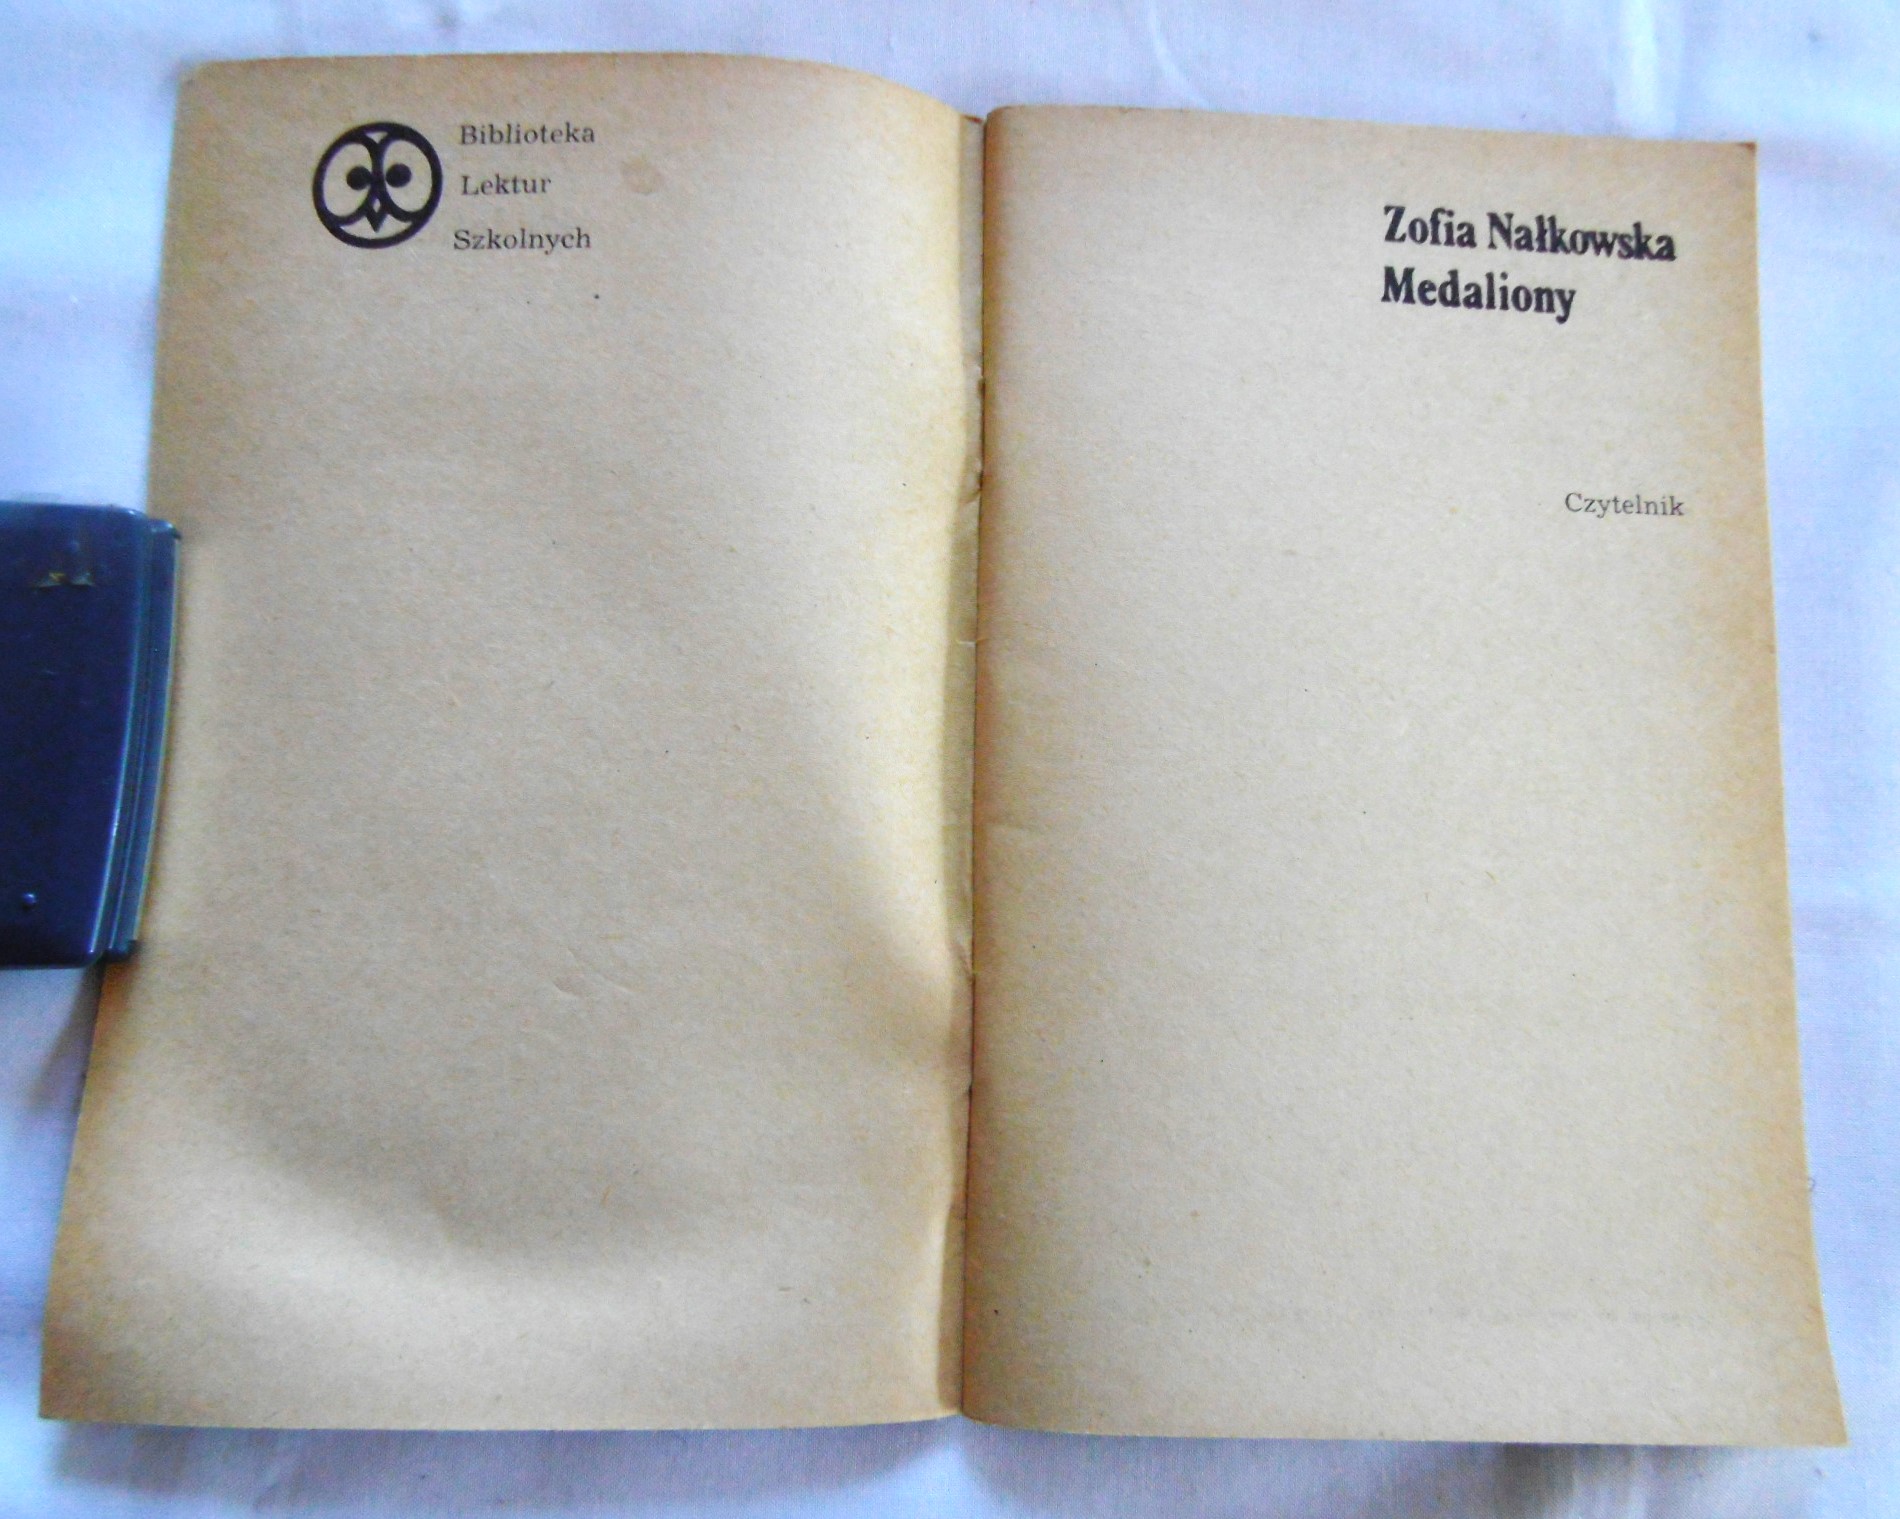 Biblioteka
Lektur
Szkolnych
Zofia Nałkowska
Medaliony
Czytelnik